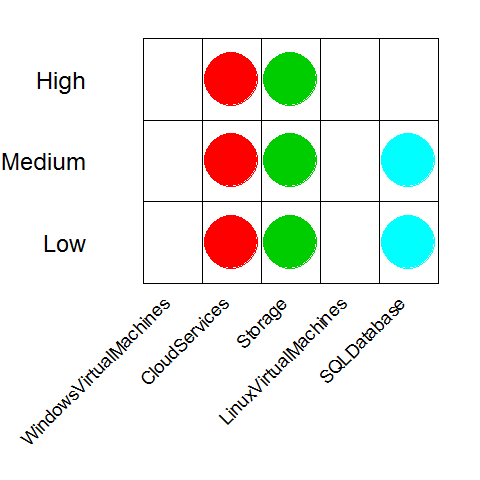 High
Medium
Low
WindowsVirtualMachines
CloudServices
Storage
LinuxVirtualMachines
SQLDatabase